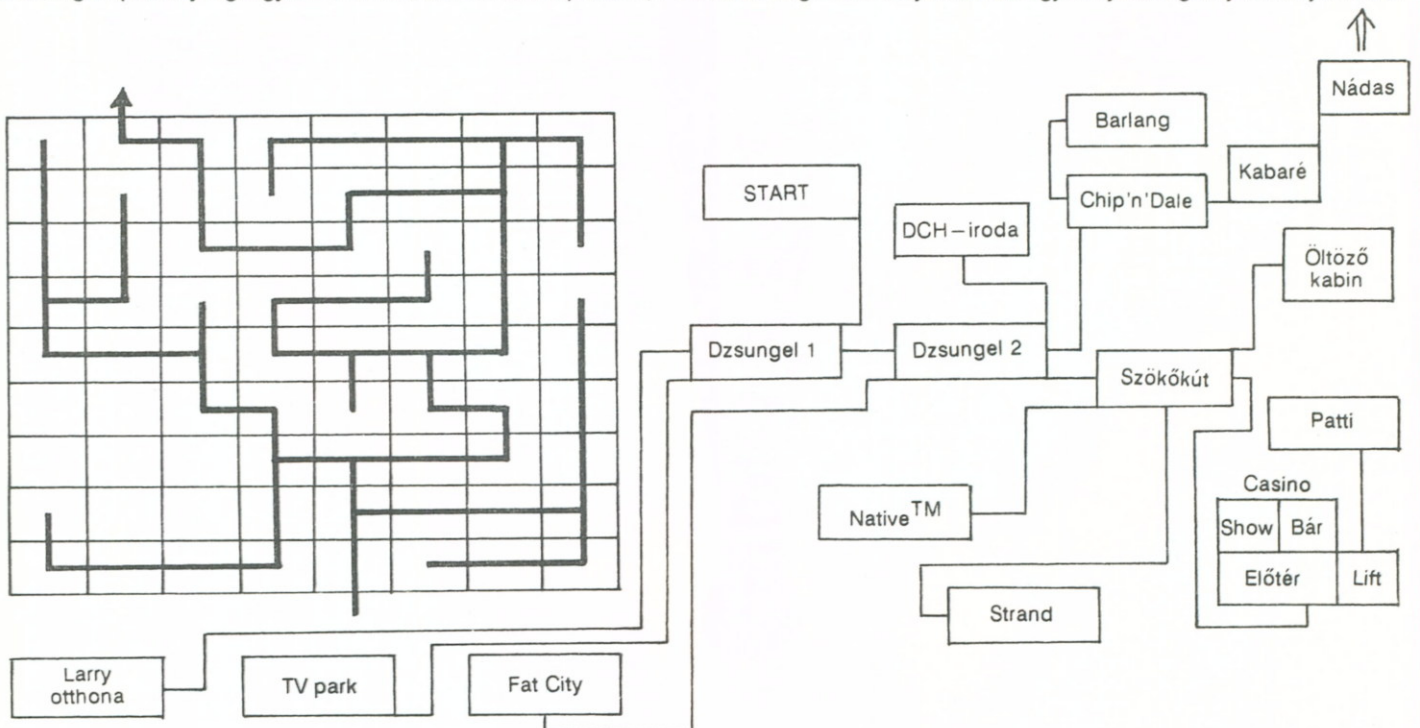 Nádas
Barlang
Kabaré
START
Chip'n'Dale
DCH–iroda
Öltöző
kabin
Dzsungel 1
Dzsungel 2
Szökőkút
Patti
Casino
Native™
Show
Bár
Előtér
Lift
Strand
Larry
otthona
TV park
Fat City